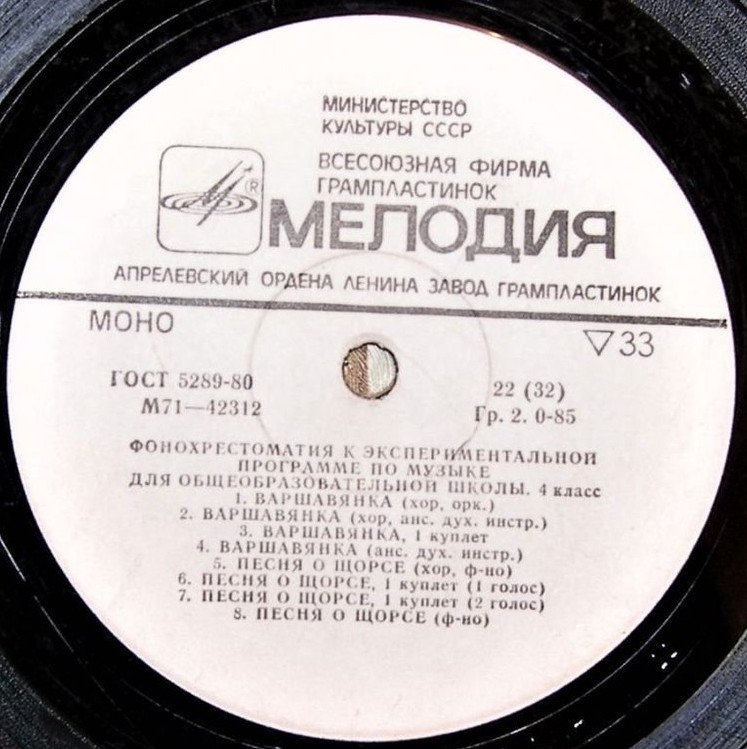 МИНИСТЕРСТВО
КУЛЬТУРЫ СССР
ВСЕСОЮЗНАЯ ФИРМА
ГРАМПЛАСТИНОК
®
МЕЛОДИЯ
АПРЕЛЕВСКИЙ ОРДЕНА ЛЕНИНА ЗАВОД ГРАМПЛАСТИНОК
МОНО
▽33
ГОСТ 5289-80
22 (32)
М71—42312
Гр. 2. 0-85
ФОНОХРЕСТОМАТИЯ К ЭКСПЕРИМЕНТАЛЬНОЙ
ПРОГРАММЕ ПО МУЗЫКЕ
ДЛЯ ОБЩЕОБРАЗОВАТЕЛЬНОЙ ШКОЛЫ. 4 класс
1. ВАРШАВЯНКА (хор, орк.)
2. ВАРШАВЯНКА (хор, анс. дух. инстр.)
3. ВАРШАВЯНКА, 1 куплет
4. ВАРШАВЯНКА (анс. дух. инстр.)
5. ПЕСНЯ О ЩОРСЕ (хор, ф-но)
6. ПЕСНЯ О ЩОРСЕ, 1 куплет (1 голос)
7. ПЕСНЯ О ЩОРСЕ, 1 куплет (2 голос)
8. ПЕСНЯ О ЩОРСЕ (ф-но)